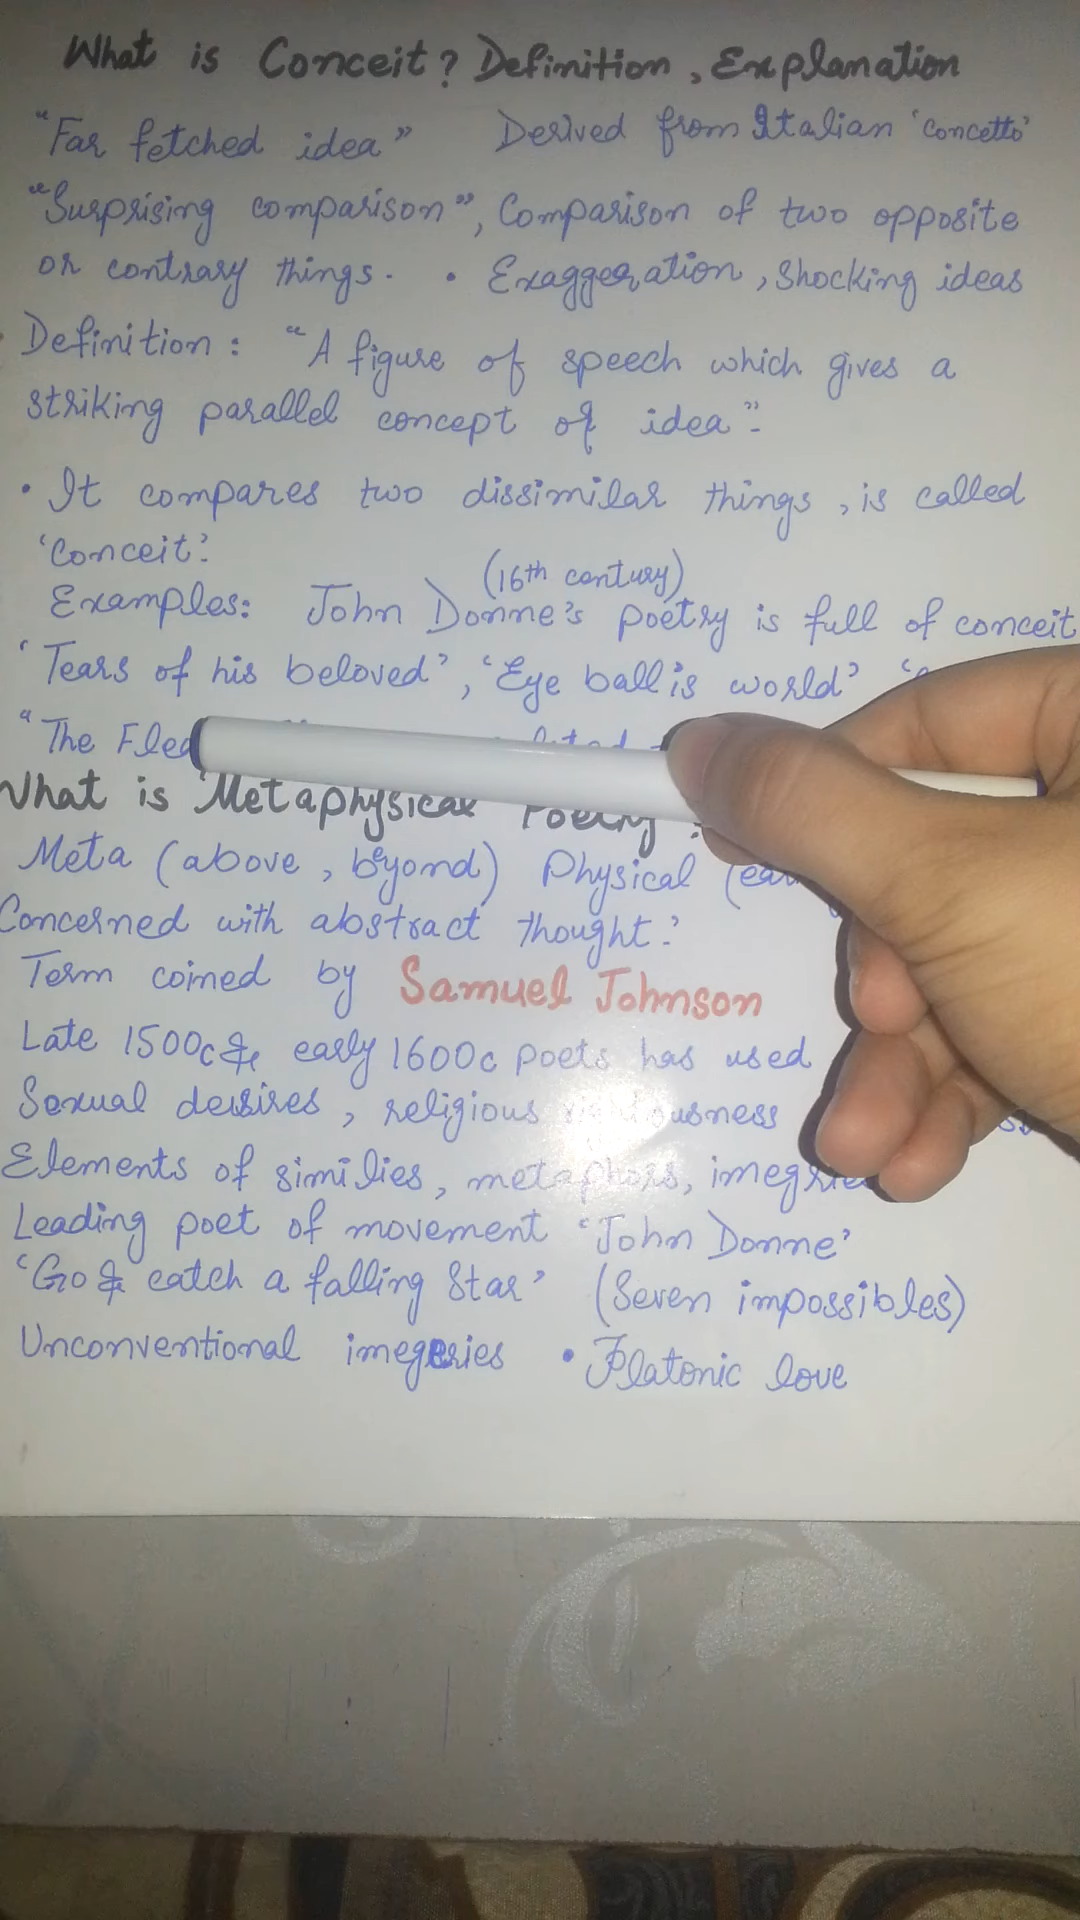 What is Conceit? Definition, Explanation
"Far fetched idea" Derived from Italian 'concetto'
"Surprising comparison", Comparison of two opposite
or contrary things. • Exaggeration, Shocking ideas
Definition: "A figure of speech which gives a
striking parallel concept of idea".
• It compares two dissimilar things, is called
'Conceit'.
(16th century)
Examples: John Donne's poetry is full of conceit
'Tears of his beloved', 'Eye ball is world'
"The Flea
What is Metaphysical Poetry?
Meta (above, beyond) Physical
Concerned with abstract thought.'
Term coined by Samuel Johnson
Late 1500c & early 1600c poets has used
Sexual desires, religious
Elements of similies, metaphors,
Leading poet of movement 'John Donne'
'Go & catch a falling Star' (Seven impossibles)
Unconventional imegeries • Platonic love